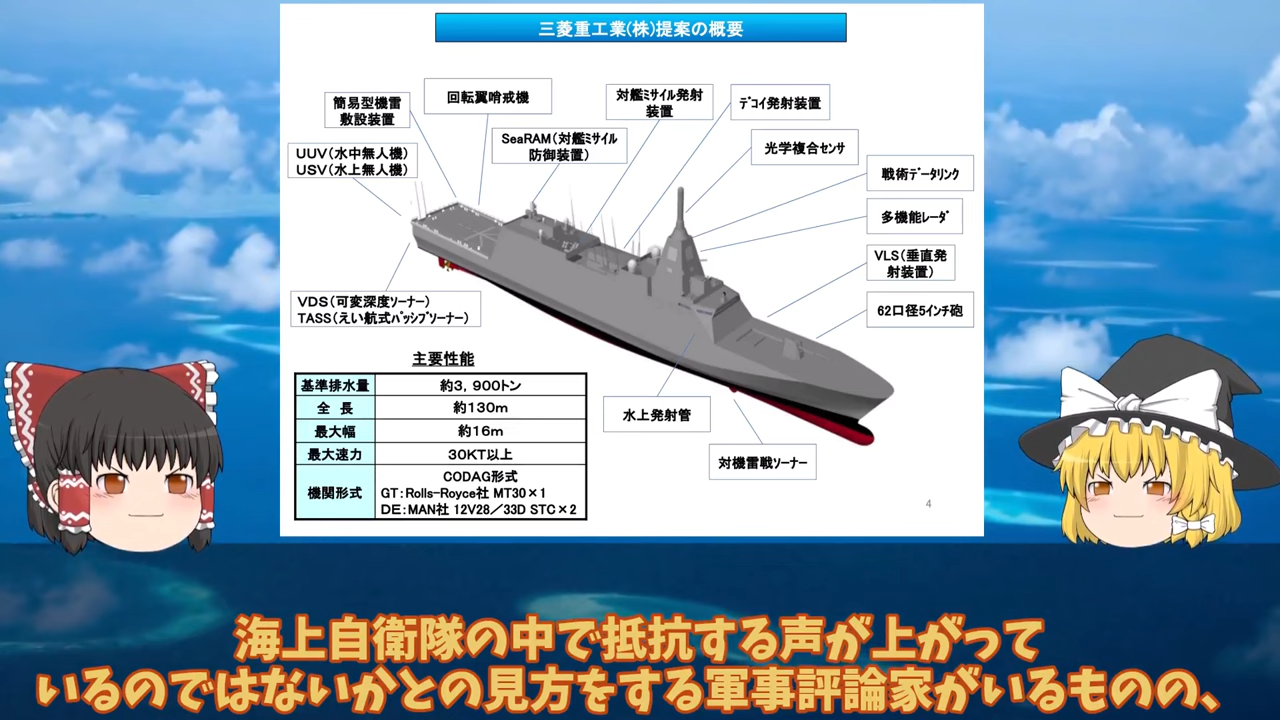 三菱重工業(株)提案の概要
簡易型機雷
敷設装置
回転翼哨戒機
対艦ﾐｻｲﾙ発射
装置
ﾃﾞｺｲ発射装置
SeaRAM(対艦ﾐｻｲﾙ
防御装置)
光学複合ｾﾝｻ
UUV(水中無人機)
USV(水上無人機)
戦術ﾃﾞｰﾀﾘﾝｸ
多機能ﾚｰﾀﾞ
VLS(垂直発
射装置)
62口径5ｲﾝﾁ砲
VDS(可変深度ソーナー)
TASS(えい航式ﾊﾟｯｼﾌﾞソーナー)
水上発射管
対機雷戦ソーナー
主要性能
基準排水量 約3，900トン
全 長 約130m
最大幅 約16m
最大速力 30KT以上
機関形式 CODAG形式
GT：Rolls-Royce社 MT30×1
DE：MAN社 12V28／33D STC×2
4
海上自衛隊の中で抵抗する声が上がって
いるのではないかとの見方をする軍事評論家がいるものの、